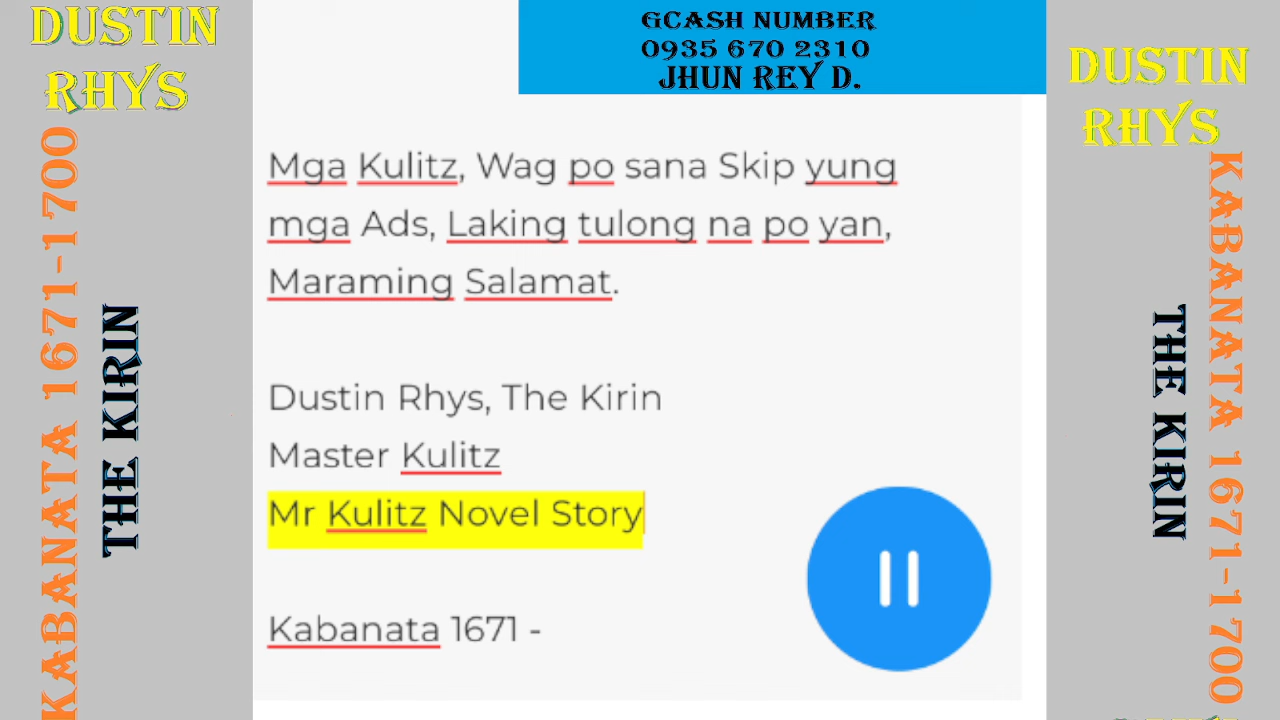 DUSTIN
RHYS
KABANATA 1671-1700
THE KIRIN
GCASH NUMBER
0935 670 2310
JHUN REY D.
Mga Kulitz, Wag po sana Skip yung
mga Ads, Laking tulong na po yan,
Maraming Salamat.
Dustin Rhys, The Kirin
Master Kulitz
Mr Kulitz Novel Story
Kabanata 1671 -
DUSTIN
RHYS
KABANATA 1671-1700
THE KIRIN